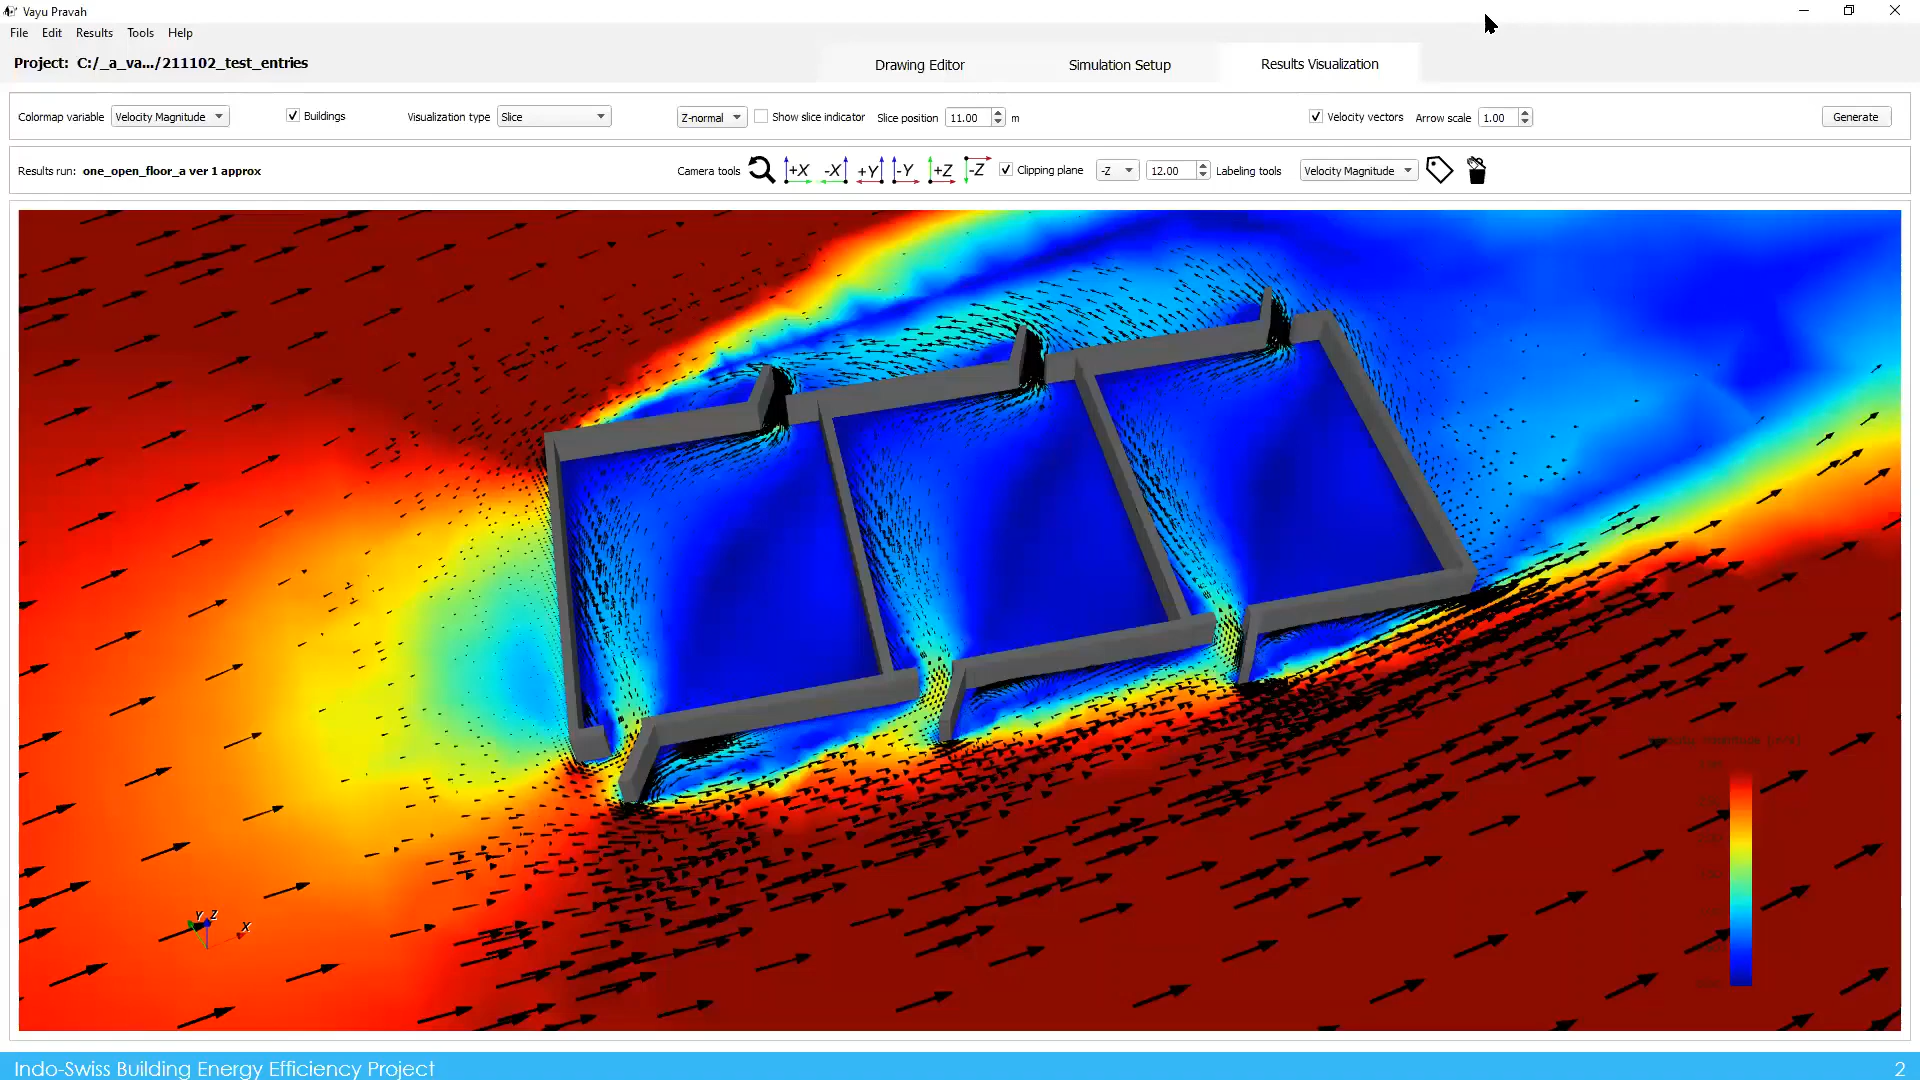 Vayu Pravah
File Edit Results Tools Help
Project: C:/_a_va.../211102_test_entries
Drawing Editor Simulation Setup Results Visualization
Colormap variable Velocity Magnitude Buildings Visualization type Slice Z-normal Show slice indicator Slice position 11.00 m Velocity vectors Arrow scale 1.00 Generate
Results run: one_open_floor_a ver 1 approx Camera tools +X -X +Y -Y +Z -Z Clipping plane -Z 12.00 Labeling tools Velocity Magnitude
Y Z X
Indo-Swiss Building Energy Efficiency Project 2